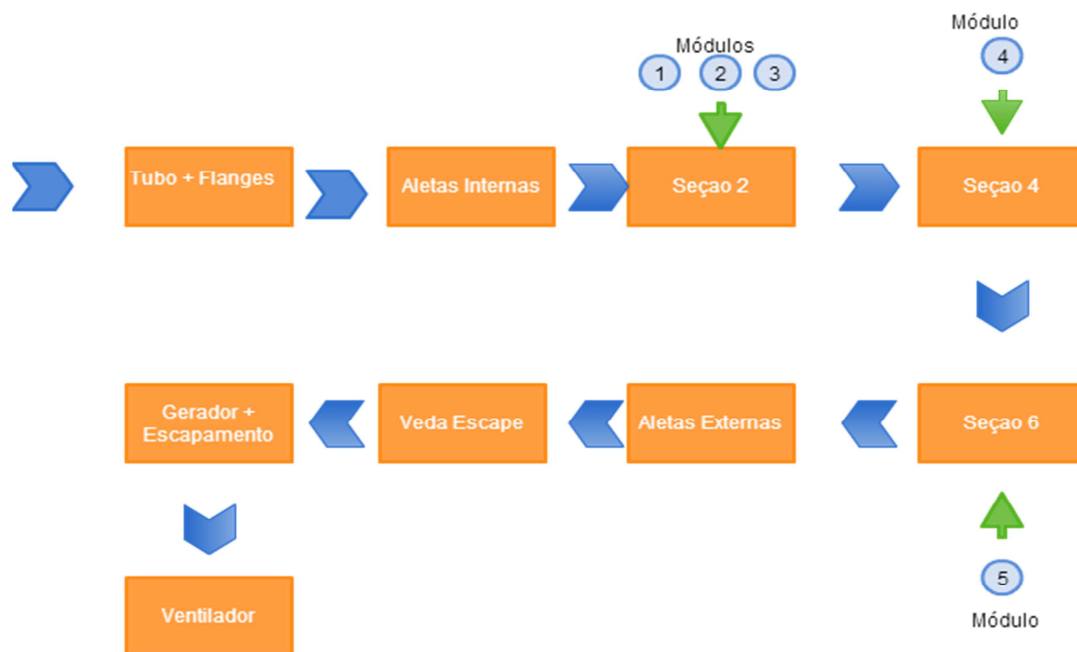 Módulos
1 2 3
Módulo
4
Tubo + Flanges
Aletas Internas
Seçao 2
Seçao 4
Gerador +
Escapamento
Veda Escape
Aletas Externas
Seçao 6
5
Módulo
Ventilador